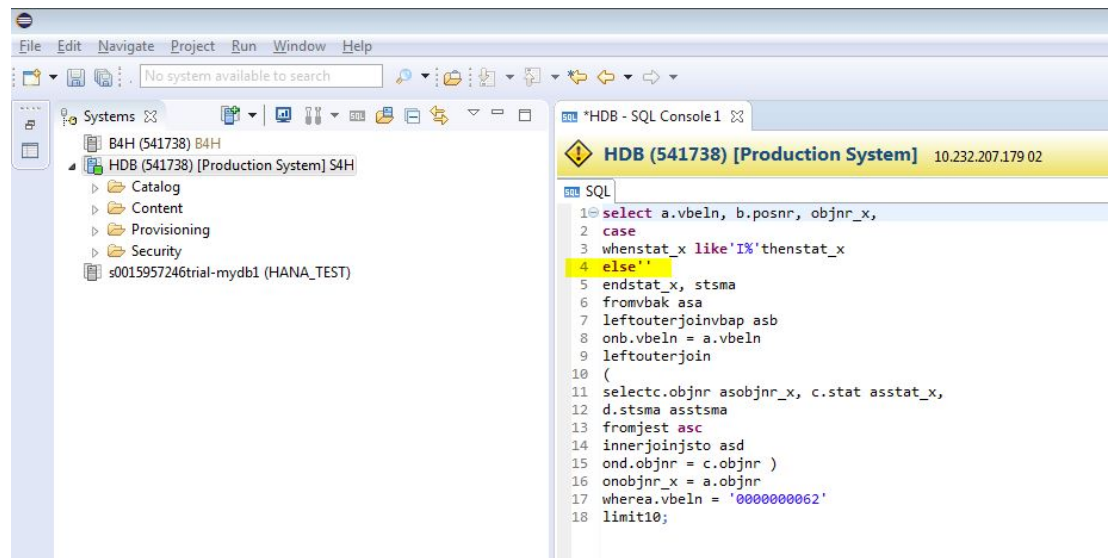 File Edit Navigate Project Run Window Help
No system available to search
Systems
B4H (541738) B4H
HDB (541738) [Production System] S4H
Catalog
Content
Provisioning
Security
s0015957246trial-mydb1 (HANA_TEST)
*HDB - SQL Console 1
HDB (541738) [Production System] 10.232.207.179 02
SQL
1 select a.vbeln, b.posnr, objnr_x,
2 case
3 whenstat_x like'I%'thenstat_x
4 else''
5 endstat_x, stsma
6 fromvbak asa
7 leftouterjoinvbap asb
8 onb.vbeln = a.vbeln
9 leftouterjoin
10 (
11 selectc.objnr asobjnr_x, c.stat asstat_x,
12 d.stsma asstsma
13 fromjest asc
14 innerjoinjsto asd
15 ond.objnr = c.objnr )
16 onobjnr_x = a.objnr
17 wherea.vbeln = '0000000062'
18 limit10;